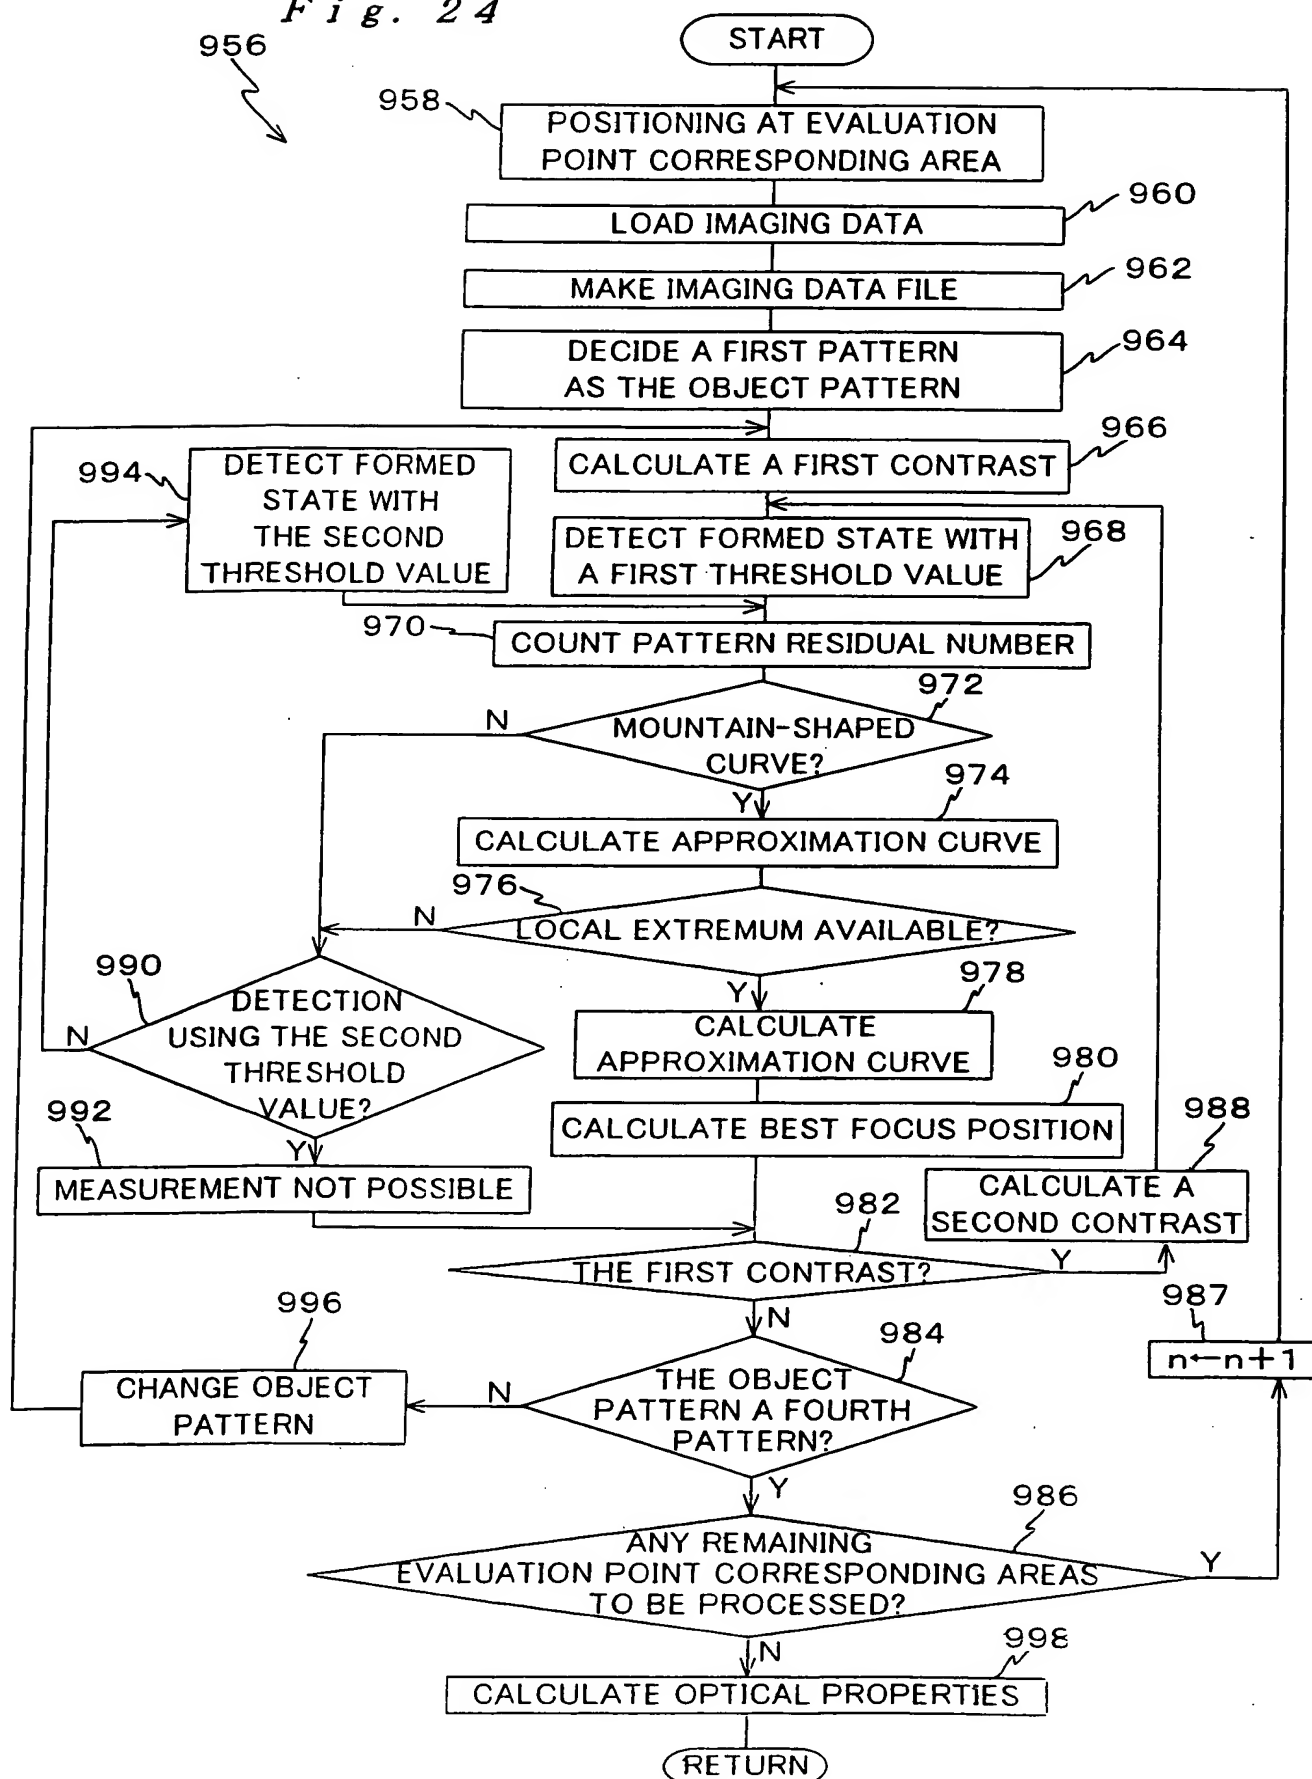 Fig. 24
956
START
958
POSITIONING AT EVALUATION
POINT CORRESPONDING AREA
960
LOAD IMAGING DATA
962
MAKE IMAGING DATA FILE
964
DECIDE A FIRST PATTERN
AS THE OBJECT PATTERN
966
CALCULATE A FIRST CONTRAST
994
DETECT FORMED
STATE WITH
THE SECOND
THRESHOLD VALUE
968
DETECT FORMED STATE WITH
A FIRST THRESHOLD VALUE
970
COUNT PATTERN RESIDUAL NUMBER
972
MOUNTAIN-SHAPED
CURVE?
N
Y
974
CALCULATE APPROXIMATION CURVE
976
LOCAL EXTREMUM AVAILABLE?
N
Y
978
CALCULATE
APPROXIMATION CURVE
990
DETECTION
USING THE SECOND
THRESHOLD
VALUE?
N
Y
980
CALCULATE BEST FOCUS POSITION
992
MEASUREMENT NOT POSSIBLE
988
CALCULATE A
SECOND CONTRAST
982
THE FIRST CONTRAST?
Y
N
987
n←n+1
984
THE OBJECT
PATTERN A FOURTH
PATTERN?
N
Y
996
CHANGE OBJECT
PATTERN
986
ANY REMAINING
EVALUATION POINT CORRESPONDING AREAS
TO BE PROCESSED?
Y
N
998
CALCULATE OPTICAL PROPERTIES
RETURN